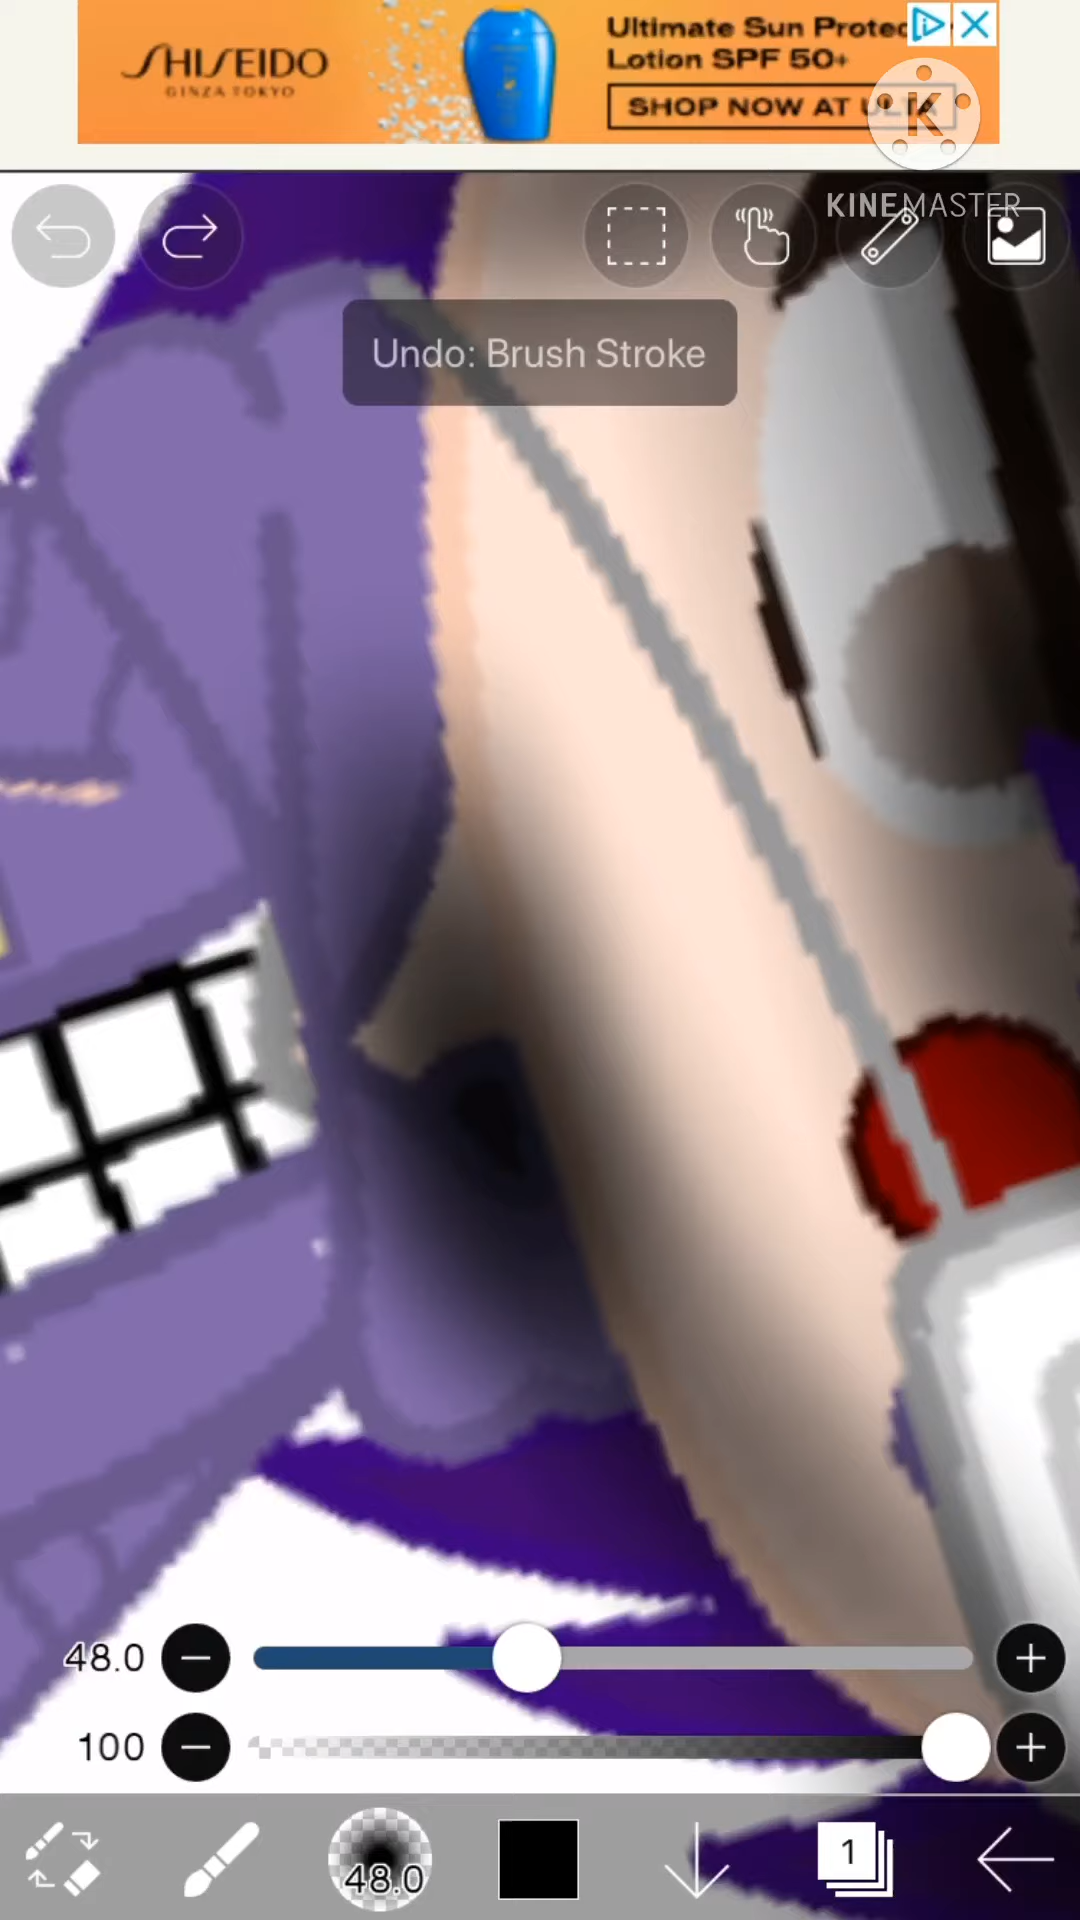 SHISEIDO
GINZA TOKYO
Ultimate Sun Protec
Lotion SPF 50+
SHOP NOW AT ULTA
K
KINEMASTER
Undo: Brush Stroke
48.0
100
48.0
1